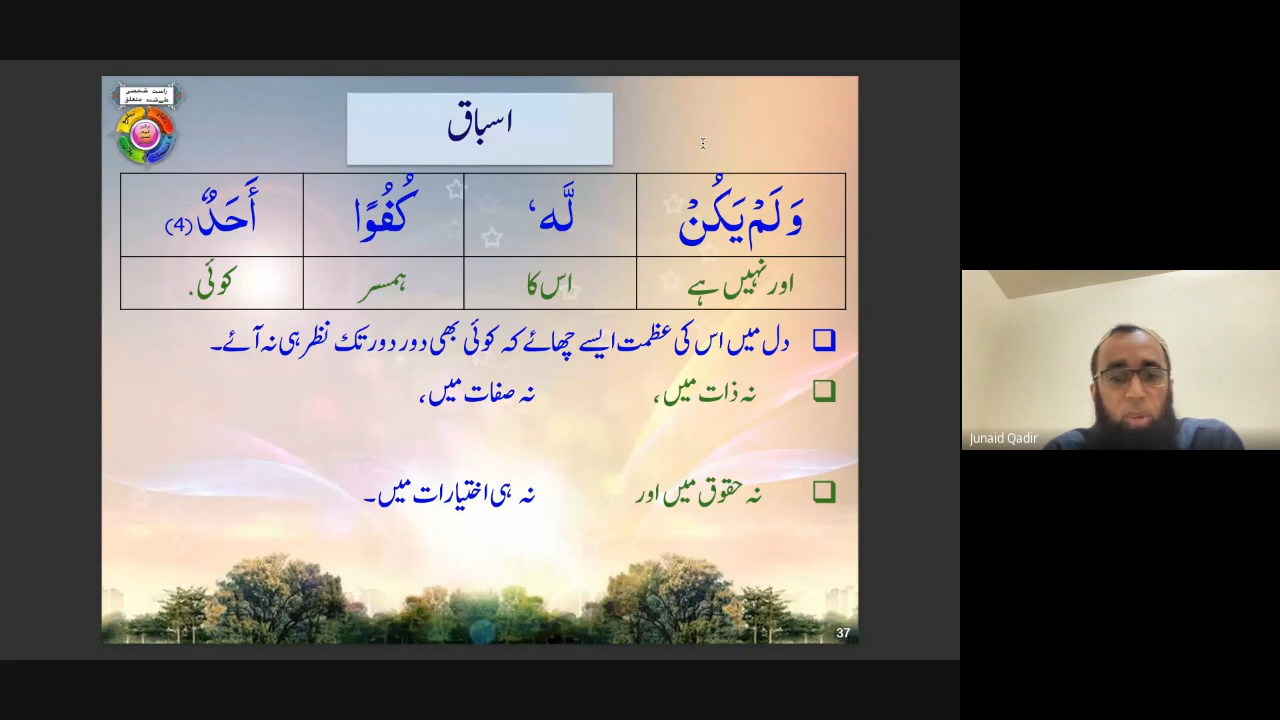 اسباق
وَلَمْ يَكُنْ لَّه‘ كُفُوًا أَحَدٌ (4)
اور نہیں ہے اس کا ہمسر کوئی.
دل میں اس کی عظمت ایسے چھائے کہ کوئی بھی دور دور تک نظر ہی نہ آئے۔
نہ ذات میں، نہ صفات میں،
نہ حقوق میں اور نہ ہی اختیارات میں۔
37
Junaid Qadir